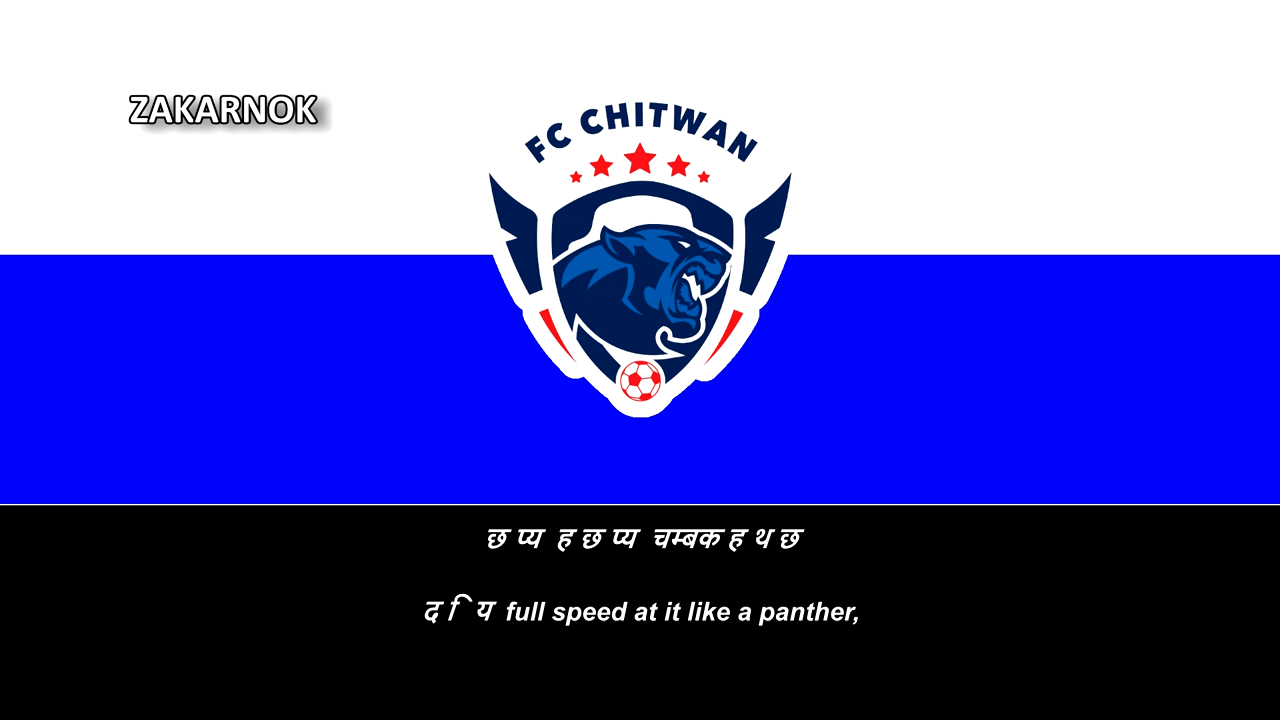 ZAKARNOK
FC CHITWAN
छ प्य ह छ प्य चम्बक ह थ छ
द ि य full speed at it like a panther,